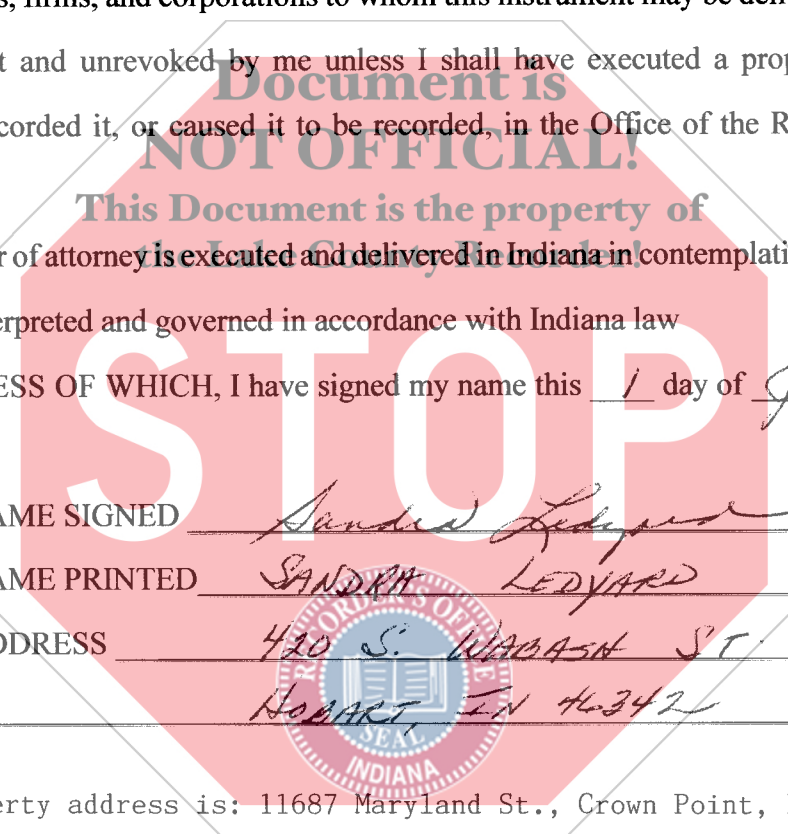 s, firms, and corporations to whom this instrument may be deli
t and unrevoked by me unless I shall have executed a prop
Document is
corded it, or caused it to be recorded, in the Office of the R
NOT OFFICIAL!
This Document is the property of
r of attorney is executed and delivered in Indiana in contemplati
the Lake County Recorder!
erpreted and governed in accordance with Indiana law
STOP
ESS OF WHICH, I have signed my name this 1 day of
AME SIGNED Sandra Ledyard
AME PRINTED SANDRA LEDYARD
DDRESS 420 S. WABASH ST.
HOBART, IN 46342
RECORDER'S OFFICE
SEAL
INDIANA
erty address is: 11687 Maryland St., Crown Point,